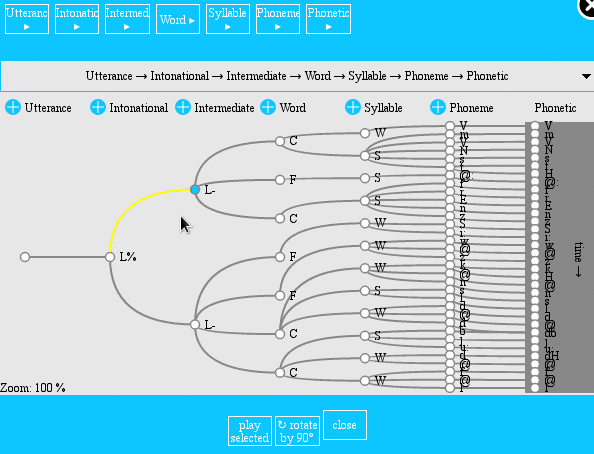 Utteranc ▸ Intonatic ▸ Intermed ▸ Word ▸ Syllable ▸ Phoneme ▸ Phonetic ▸
Utterance → Intonational → Intermediate → Word → Syllable → Phoneme → Phonetic
Utterance Intonational Intermediate Word Syllable Phoneme Phonetic
V V
m m
W
C
V V
N N
S
s s
t t
H
F S
@: @:
L-
f f
l l
S
E E
C
n n
Z Z
S S
W
i: i:
w w
W
@ @
L%
F
z z
W
k k
H
@ @
n n
F S
s s
I I
d d
W
@ @
L-
C
d
S
b
l l
u: u:
W
d dH
@ @
C
W
@ @
r r
time →
Zoom: 100 %
play selected
↻ rotate by 90°
close